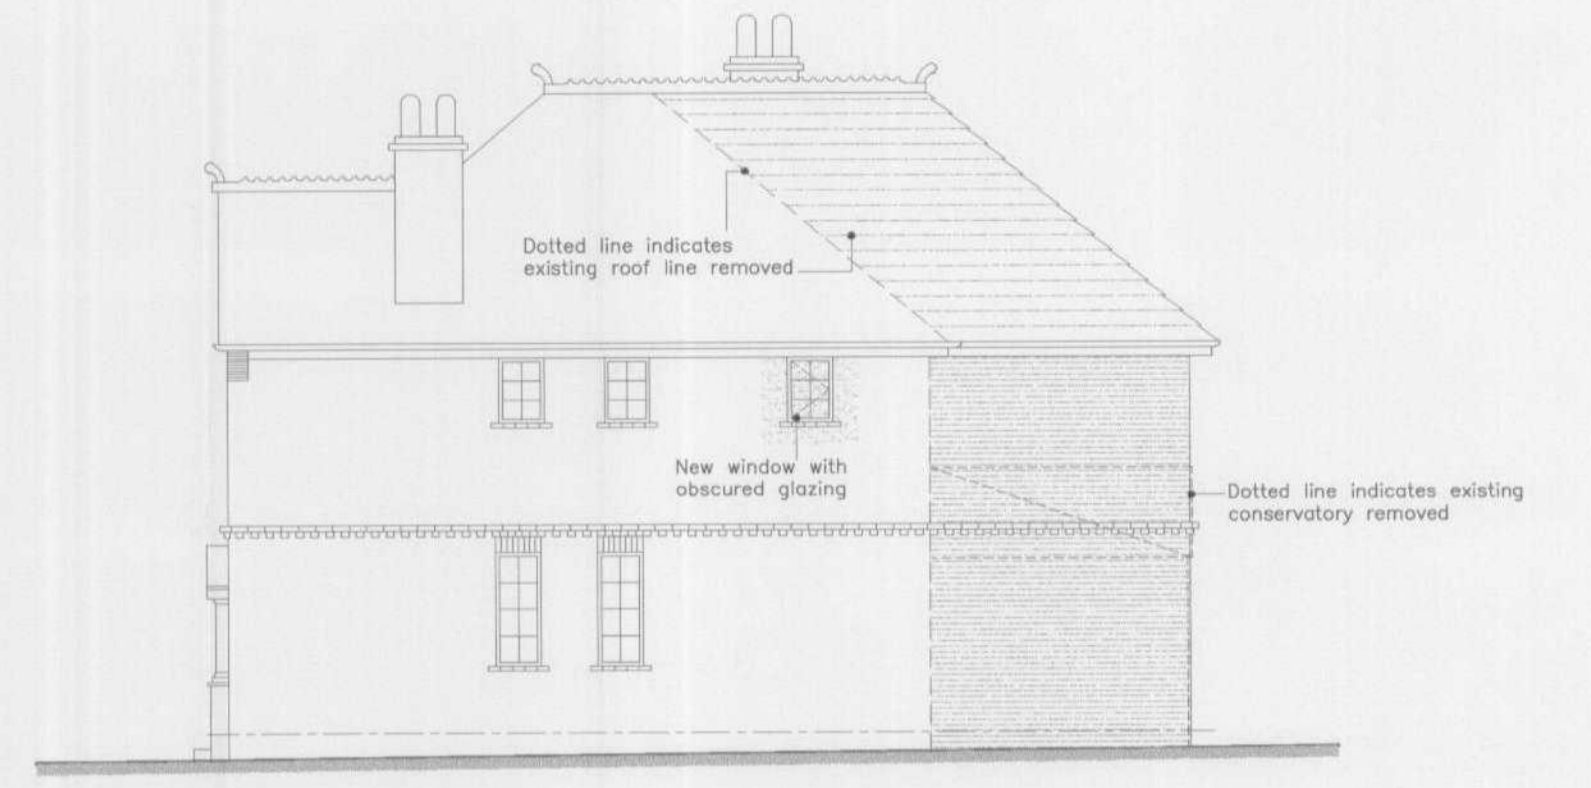 Dotted line indicates
existing roof line removed
New window with
obscured glazing
Dotted line indicates existing
conservatory removed